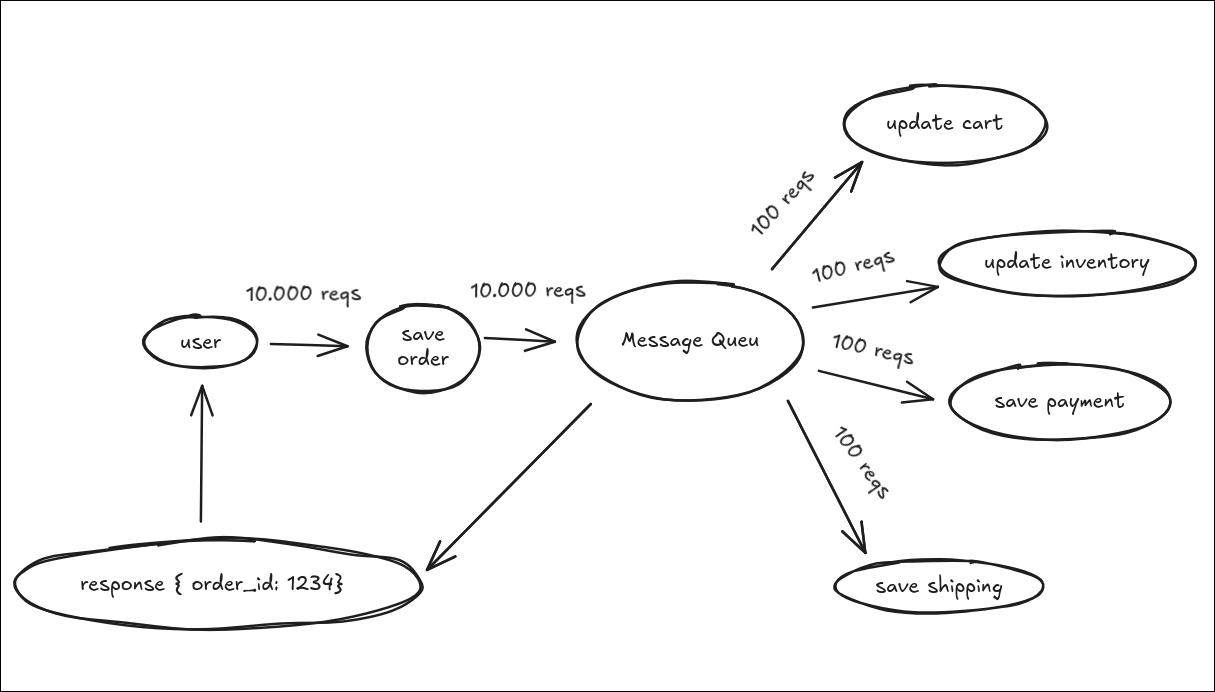 update cart
100 reqs
update inventory
100 reqs
10.000 reqs
10.000 reqs
user
save
order
Message Queu
100 reqs
save payment
100 reqs
response { order_id: 1234}
save shipping